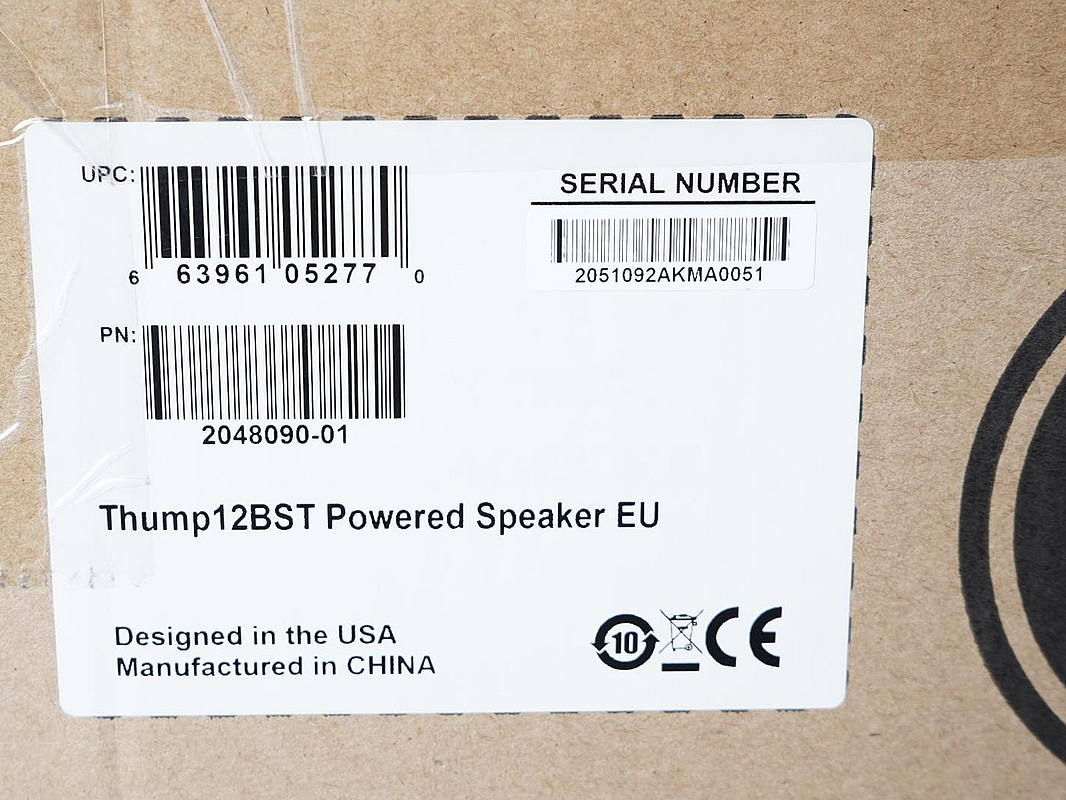 UPC:
6 63961 05277 0
SERIAL NUMBER
2051092AKMA0051
PN:
2048090-01
Thump12BST Powered Speaker EU
Designed in the USA
Manufactured in CHINA
10 CE